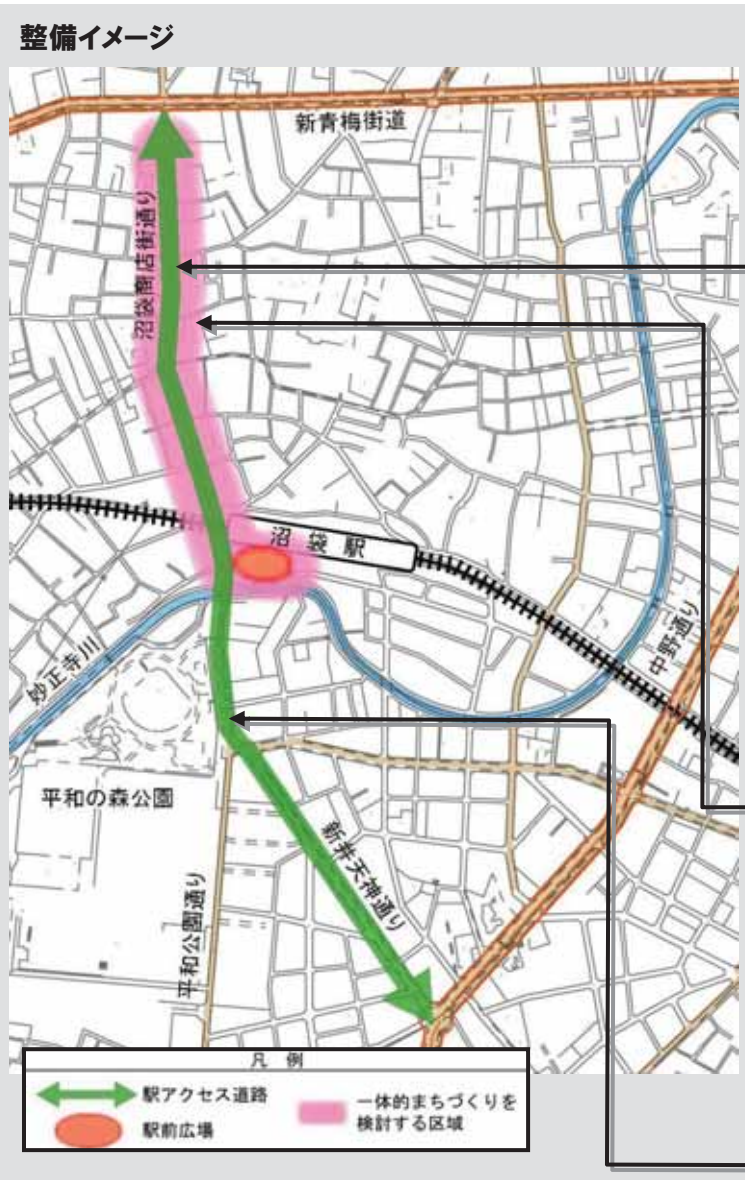 整備イメージ
新青梅街道
沼袋商店街通り
沼袋駅
妙正寺川
中野通り
平和の森公園
新井天神通り
平和公園通り
凡例
駅アクセス道路
駅前広場
一体的まちづくりを
検討する区域